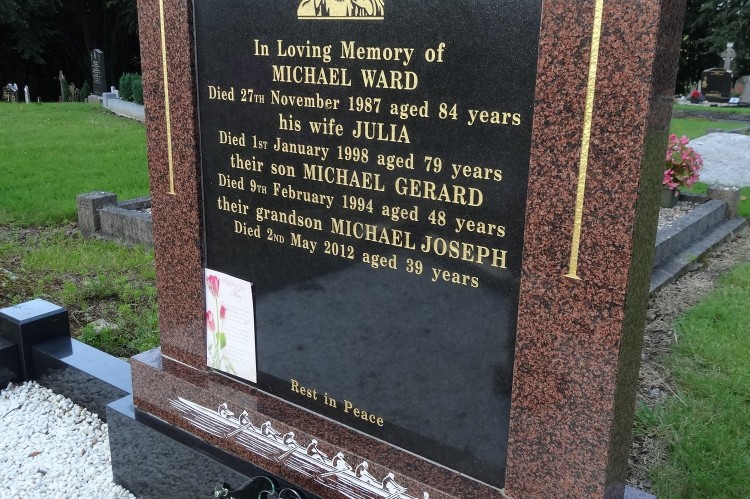 In Loving Memory of
MICHAEL WARD
Died 27TH November 1987 aged 84 years
his wife JULIA
Died 1ST January 1998 aged 79 years
their son MICHAEL GERARD
Died 9TH February 1994 aged 48 years
their grandson MICHAEL JOSEPH
Died 2ND May 2012 aged 39 years
Rest in Peace